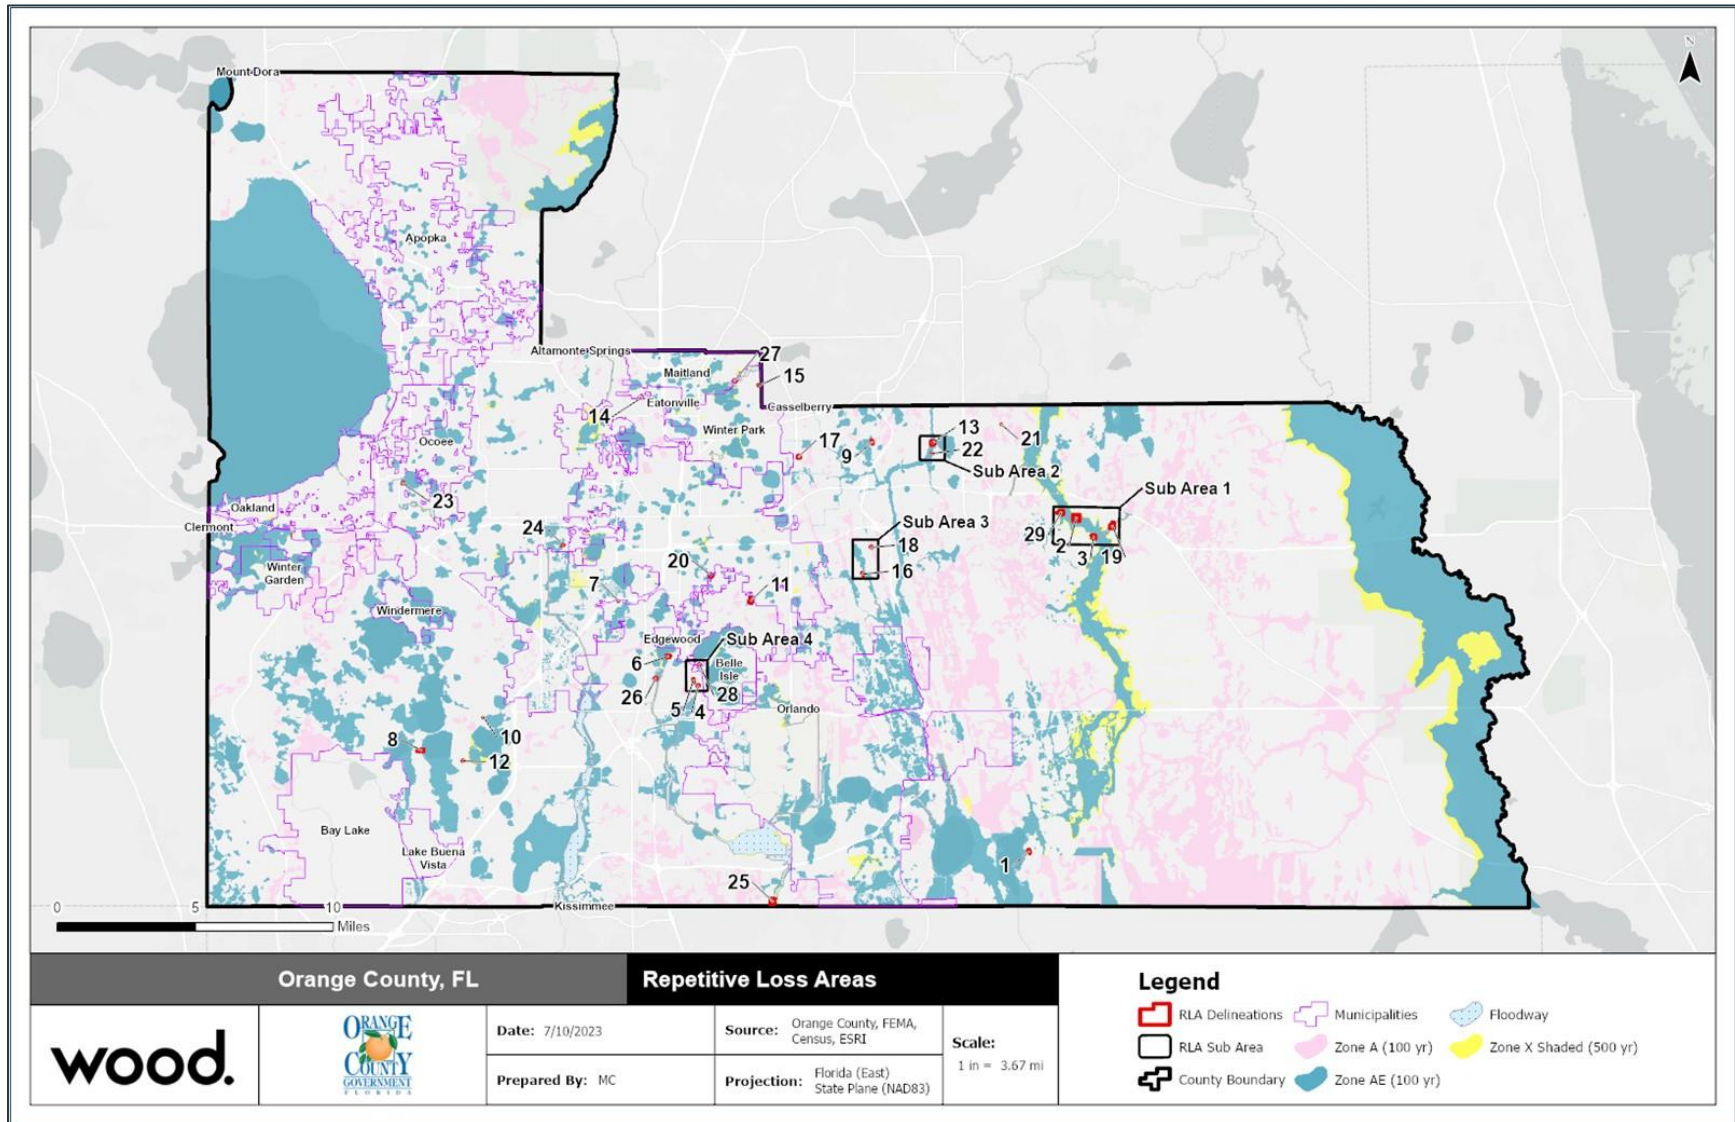 N
Mount Dora
Apopka
Altamonte Springs
27
Maitland
15
14
Eatonville
Casselberry
Winter Park
Ocoee
17
9
13
22
21
Sub Area 2
23
Sub Area 1
Oakland
Clermont
24
Sub Area 3
18
29
2
3
19
Winter
Garden
20
16
7
11
Windermere
Edgewood
Sub Area 4
6
Belle
Isle
26
5
4
28
Orlando
10
8
12
Bay Lake
Lake Buena
Vista
1
25
Kissimmee
0
5
10
Miles
Orange County, FL
Repetitive Loss Areas
wood.
ORANGE
COUNTY
GOVERNMENT
FLORIDA
Date: 7/10/2023
Prepared By: MC
Source: Orange County, FEMA,
Census, ESRI
Projection: Florida (East)
State Plane (NAD83)
Scale:
1 in = 3.67 mi
Legend
RLA Delineations
Municipalities
Floodway
RLA Sub Area
Zone A (100 yr)
Zone X Shaded (500 yr)
County Boundary
Zone AE (100 yr)